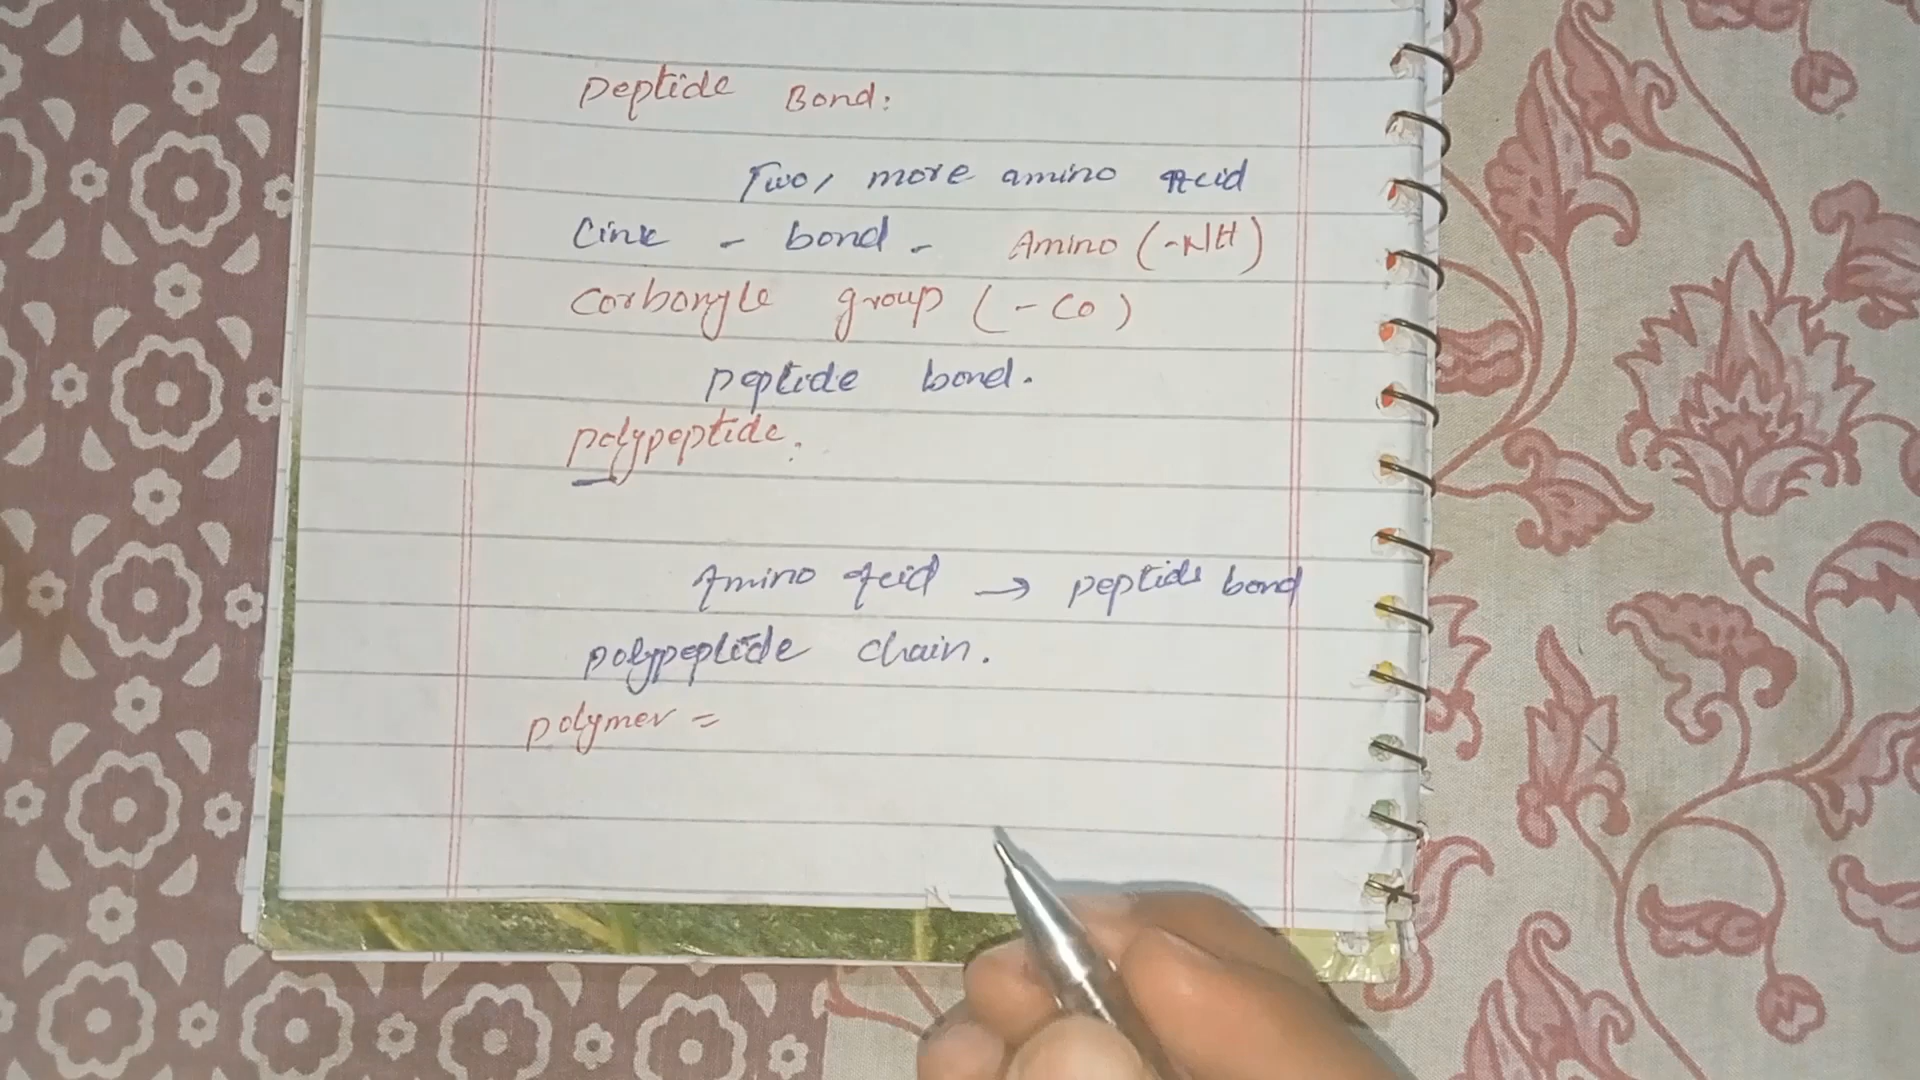 Peptide Bond:
Two, more amino Acid
Link - bond - Amino (-NH)
Corbonyle group (-Co)
peptide bond.
polypeptide:
Amino Acid → peptide bond
polypeptide chain.
polymer =